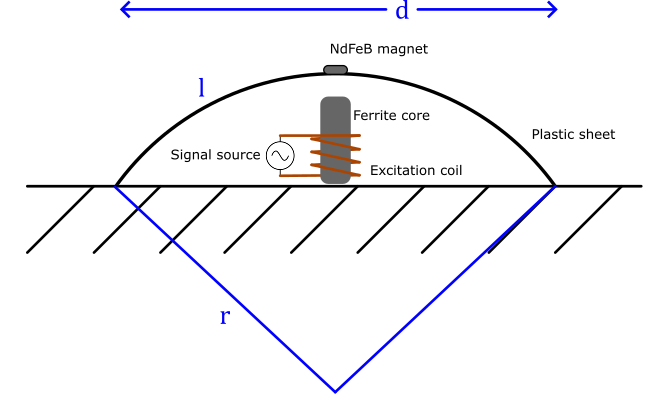 d
NdFeB magnet
l
Ferrite core
Plastic sheet
Signal source
Excitation coil
r